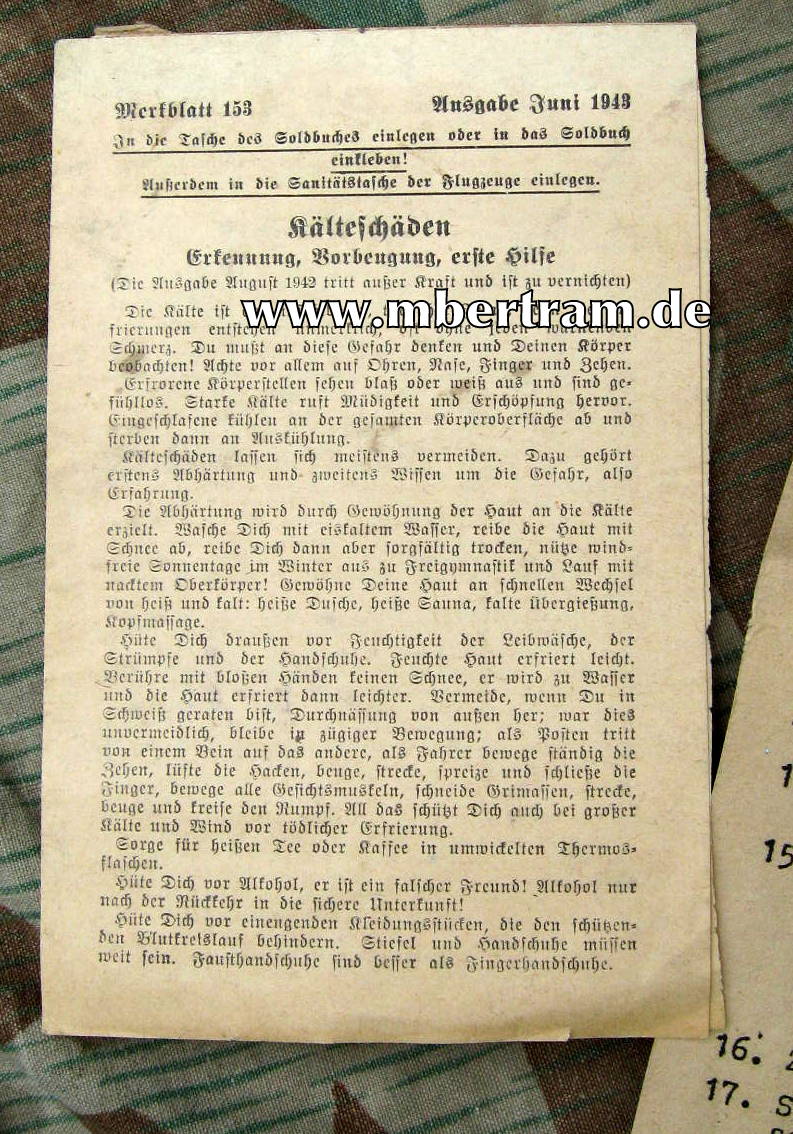 Merkblatt 153 Ausgabe Juni 1943
In die Tasche des Soldbuches einlegen oder in das Soldbuch
einkleben!
Außerdem in die Sanitätstasche der Flugzeuge einlegen.
Kälteschäden
Erkennung, Vorbeugung, erste Hilfe
(Die Ausgabe August 1942 tritt außer Kraft und ist zu vernichten)
Die Kälte ist
www.mbertram.de
frierungen entstehen unmerklich, oft ohne jeden warnenden
Schmerz. Du mußt an diese Gefahr denken und Deinen Körper
beobachten! Achte vor allem auf Ohren, Nase, Finger und Zehen.
Erfrorene Körperstellen sehen blaß oder weiß aus und sind ge-
fühllos. Starke Kälte ruft Müdigkeit und Erschöpfung hervor.
Eingeschlafene kühlen an der gesamten Körperoberfläche ab und
sterben dann an Auskühlung.
Kälteschäden lassen sich meistens vermeiden. Dazu gehört
erstens Abhärtung und zweitens Wissen um die Gefahr, also
Erfahrung.
Die Abhärtung wird durch Gewöhnung der Haut an die Kälte
erzielt. Wasche Dich mit eiskaltem Wasser, reibe die Haut mit
Schnee ab, reibe Dich dann aber sorgfältig trocken, nütze wind-
freie Sonnentage im Winter aus zu Freigymnastik und Lauf mit
nacktem Oberkörper! Gewöhne Deine Haut an schnellen Wechsel
von heiß und kalt: heiße Dusche, heiße Sauna, kalte Übergießung,
Kopfmassage.
Hüte Dich draußen vor Feuchtigkeit der Leibwäsche, der
Strümpfe und der Handschuhe. Feuchte Haut erfriert leicht.
Berühre mit bloßen Händen keinen Schnee, er wird zu Wasser
und die Haut erfriert dann leichter. Vermeide, wenn Du in
Schweiß geraten bist, Durchnässung von außen her; war dies
unvermeidlich, bleibe in zügiger Bewegung; als Posten tritt
von einem Bein auf das andere, als Fahrer bewege ständig die
Zehen, lüfte die Hacken, beuge, strecke, spreize und schließe die
Finger, bewege alle Gesichtsmuskeln, schneide Grimassen, strecke,
beuge und kreise den Rumpf. All das schützt Dich auch bei großer
Kälte und Wind vor tödlicher Erfrierung.
Sorge für heißen Tee oder Kaffee in umwickelten Thermos-
flaschen.
Hüte Dich vor Alkohol, er ist ein falscher Freund! Alkohol nur
nach der Rückkehr in die sichere Unterkunft!
Hüte Dich vor einengenden Kleidungsstücken, die den schützen-
den Blutkreislauf behindern. Stiefel und Handschuhe müssen
weit sein. Fausthandschuhe sind besser als Fingerhandschuhe.
15
16.
17. S